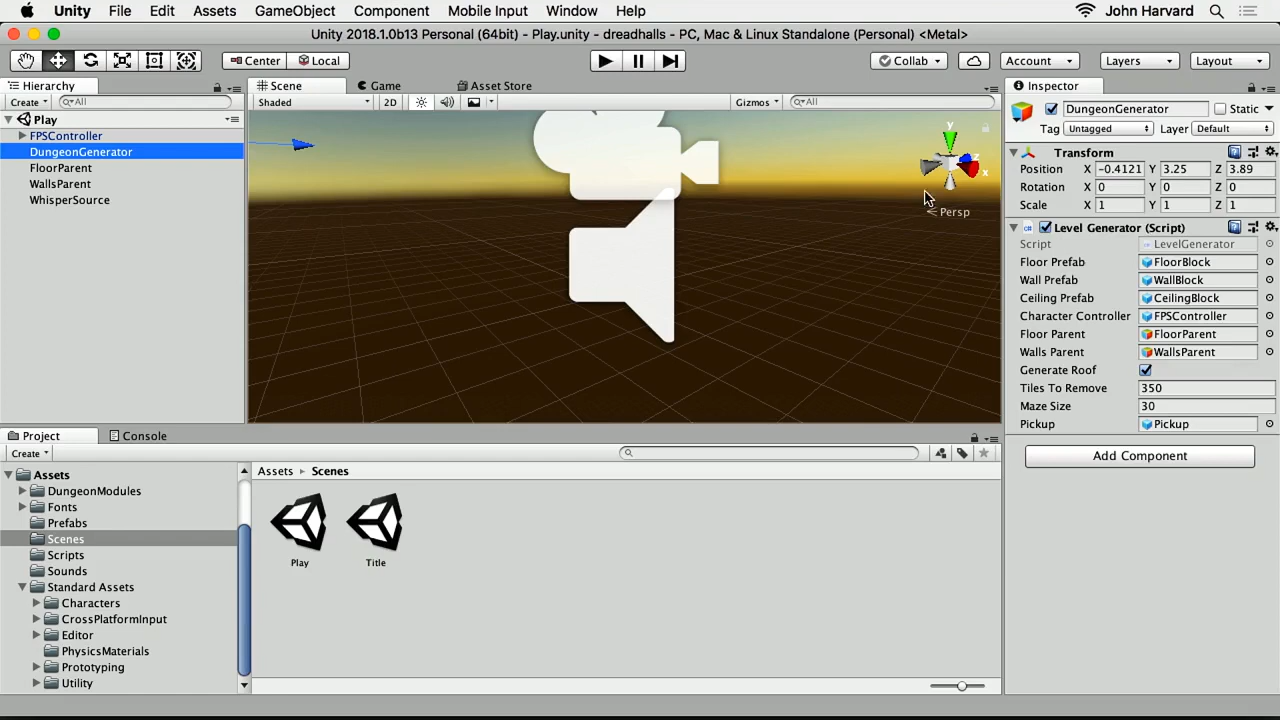 Unity File Edit Assets GameObject Component Mobile Input Window Help John Harvard
Unity 2018.1.0b13 Personal (64bit) - Play.unity - dreadhalls - PC, Mac & Linux Standalone (Personal) <Metal>
Center Local Collab Account Layers Layout
Hierarchy
Create All
Play
FPSController
DungeonGenerator
FloorParent
WallsParent
WhisperSource
Scene Game Asset Store
Shaded 2D Gizmos All
y
z
x
Persp
Inspector
DungeonGenerator Static
Tag Untagged Layer Default
Transform
Position X -0.4121 Y 3.25 Z 3.89
Rotation X 0 Y 0 Z 0
Scale X 1 Y 1 Z 1
Level Generator (Script)
Script LevelGenerator
Floor Prefab FloorBlock
Wall Prefab WallBlock
Ceiling Prefab CeilingBlock
Character Controller FPSController
Floor Parent FloorParent
Walls Parent WallsParent
Generate Roof
Tiles To Remove 350
Maze Size 30
Pickup Pickup
Add Component
Project Console
Create
Assets
DungeonModules
Fonts
Prefabs
Scenes
Scripts
Sounds
Standard Assets
Characters
CrossPlatformInput
Editor
PhysicsMaterials
Prototyping
Utility
Assets Scenes
Play Title